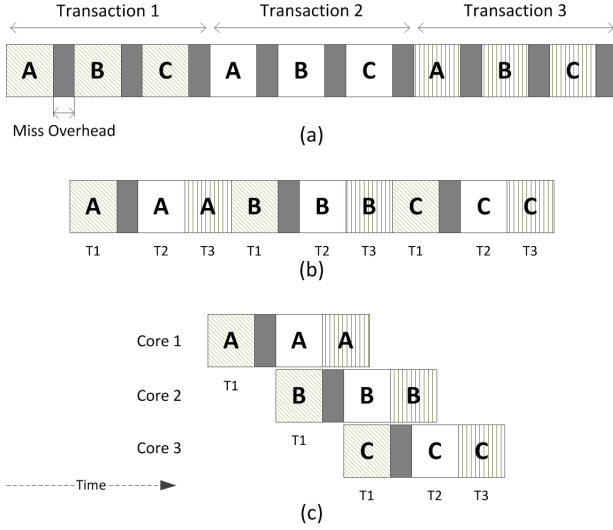 Transaction 1 Transaction 2 Transaction 3
A B C A B C A B C
Miss Overhead
(a)
A A A B B B C C C
T1 T2 T3 T1 T2 T3 T1 T2 T3
(b)
Core 1 A A A
T1
Core 2 B B B
T1
Core 3 C C C
Time T1 T2 T3
(c)